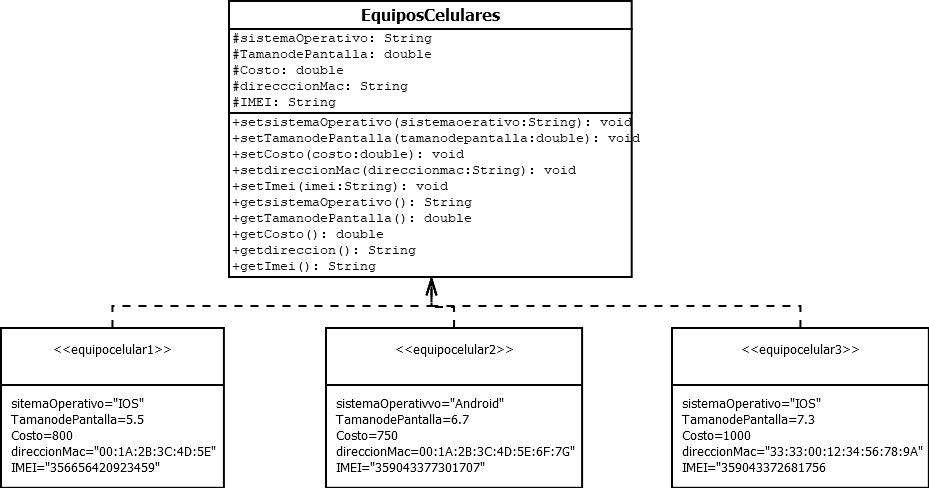 EquiposCelulares
#sistemaOperativo: String
#TamanodePantalla: double
#Costo: double
#direcccionMac: String
#IMEI: String
+setsistemaOperativo(sistemaoerativo:String): void
+setTamanodePantalla(tamanodepantalla:double): void
+setCosto(costo:double): void
+setdireccionMac(direccionmac:String): void
+setImei(imei:String): void
+getsistemaOperativo(): String
+getTamanodePantalla(): double
+getCosto(): double
+getdireccion(): String
+getImei(): String
<<equipocelular1>>
sitemaOperativo="IOS"
TamanodePantalla=5.5
Costo=800
direccionMac="00:1A:2B:3C:4D:5E"
IMEI="356656420923459"
<<equipocelular2>>
sistemaOperativvo="Android"
TamanodePantalla=6.7
Costo=750
direccionMac=00:1A:2B:3C:4D:5E:6F:7G"
IMEI="359043377301707"
<<equipocelular3>>
sistemaOperativo="IOS"
TamanodePantalla=7.3
Costo=1000
direccionMac="33:33:00:12:34:56:78:9A"
IMEI="359043372681756